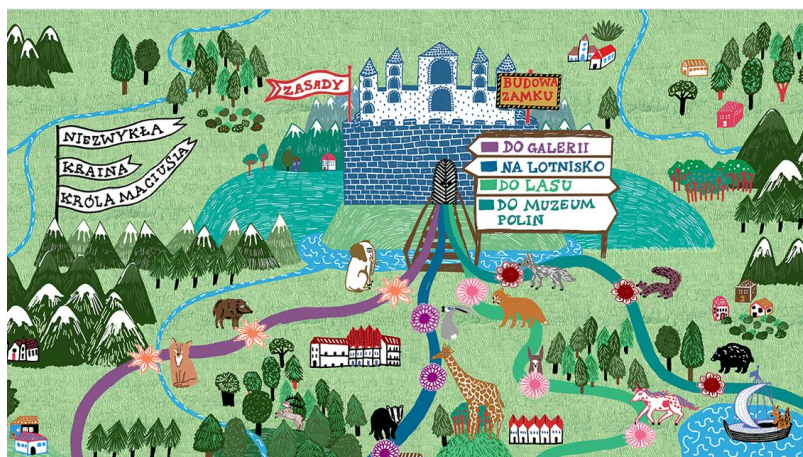 ZASADY
BUDOWA
ZAMKU
NIEZWYKŁA
KRAINA
KRÓLA MACIUSIA
DO GALERII
NA LOTNISKO
DO LASU
DO MUZEUM
POLIN